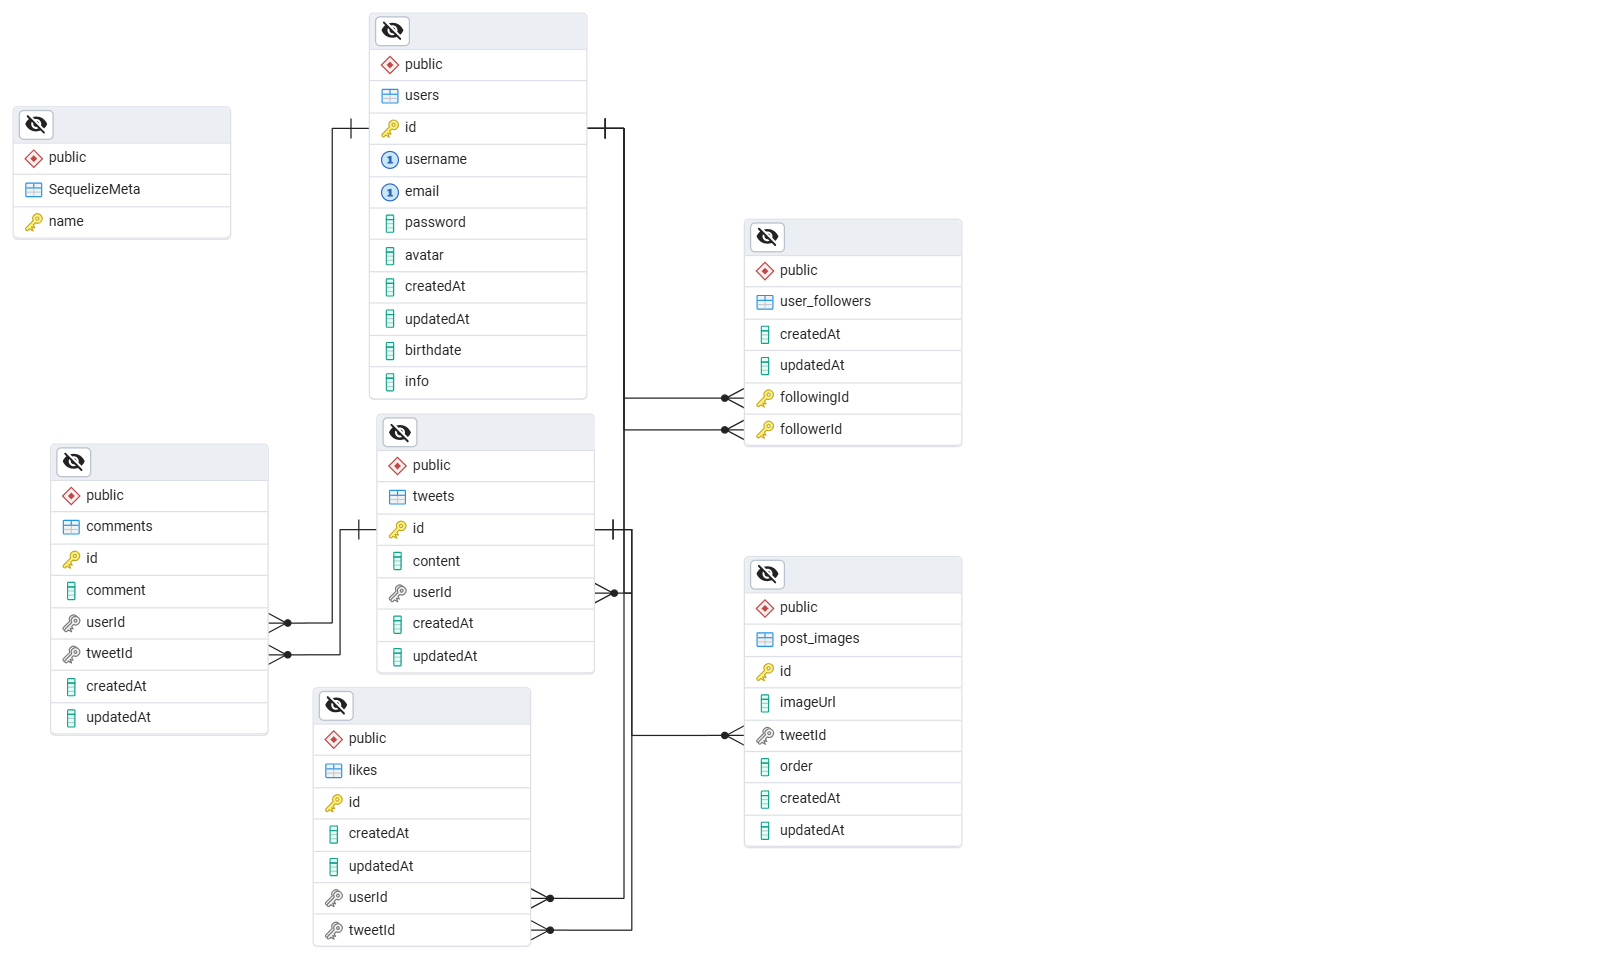 public
SequelizeMeta
name
public
users
id
1 username
1 email
password
avatar
createdAt
updatedAt
birthdate
info
public
user_followers
createdAt
updatedAt
followingId
followerId
public
comments
id
comment
userId
tweetId
createdAt
updatedAt
public
tweets
id
content
userId
createdAt
updatedAt
public
post_images
id
imageUrl
tweetId
order
createdAt
updatedAt
public
likes
id
createdAt
updatedAt
userId
tweetId